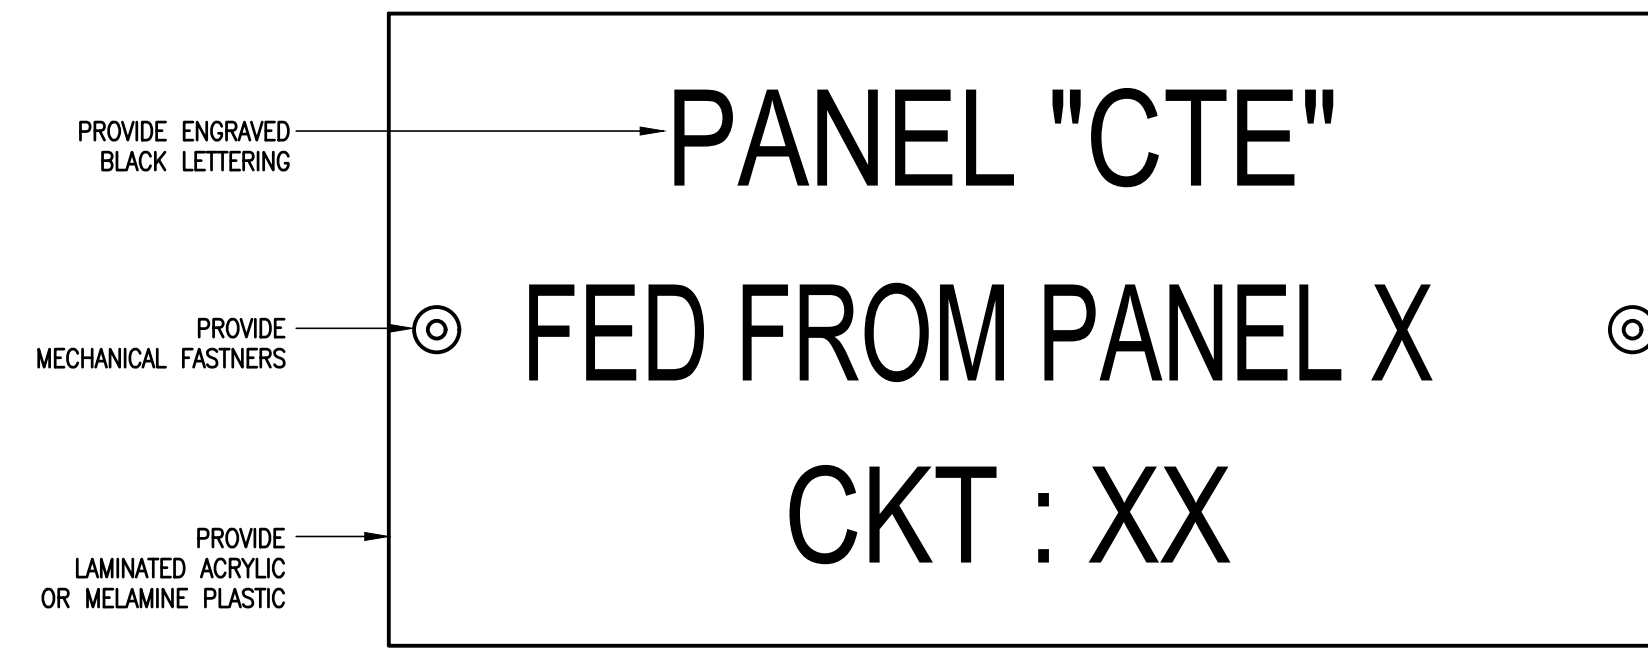 PROVIDE ENGRAVED
BLACK LETTERING
PANEL "CTE"
PROVIDE
MECHANICAL FASTNERS
FED FROM PANEL X
CKT : XX
PROVIDE
LAMINATED ACRYLIC
OR MELAMINE PLASTIC